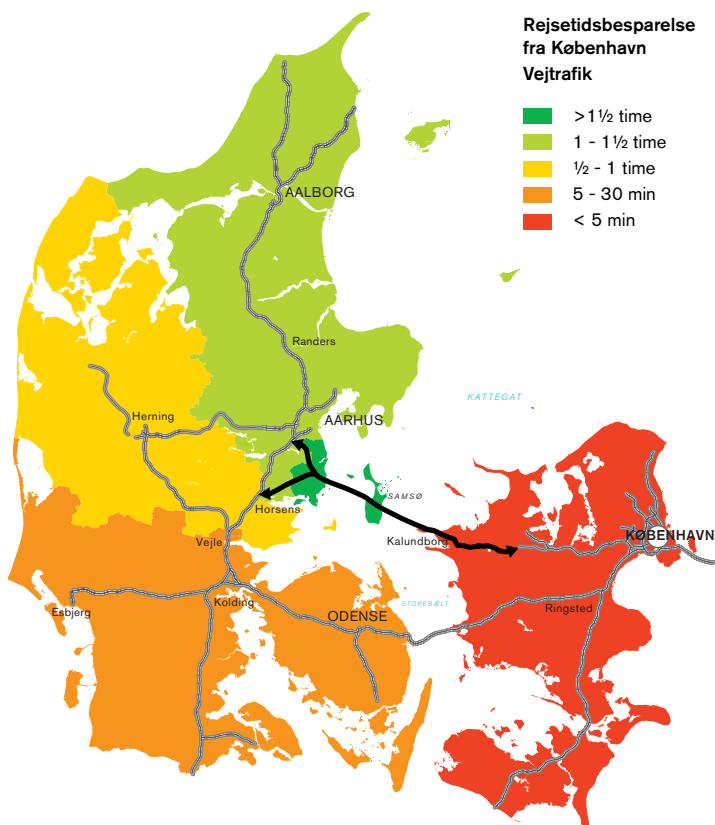 Rejsetidsbesparelse
fra København
Vejtrafik
>1½ time
1 - 1½ time
½ - 1 time
5 - 30 min
< 5 min
AALBORG
Randers
KATTEGAT
Herning
AARHUS
SAMSØ
Horsens
Kalundborg
KØBENHAVN
Vejle
Kolding
STOREBÆLT
Esbjerg
ODENSE
Ringsted